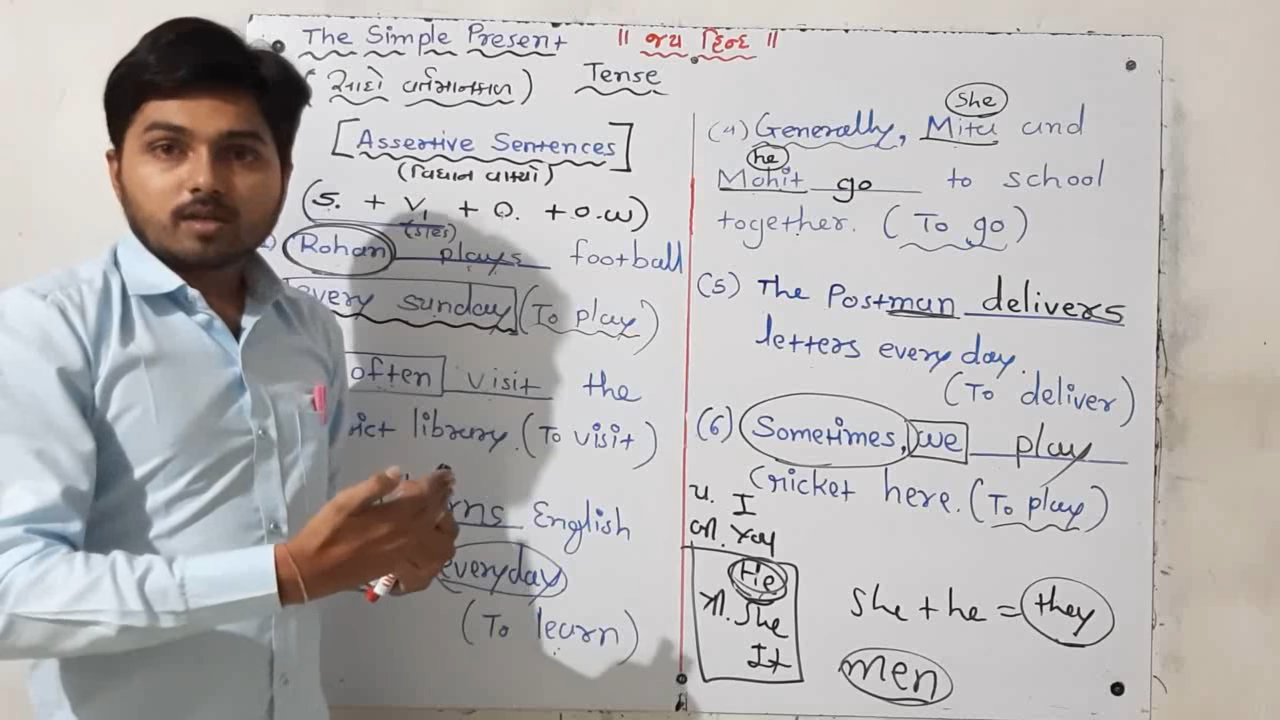 The Simple Present
॥ જય હિન્દ ॥
(સાદો વર્તમાનકાળ)
Tense
[Assertive Sentences]
(વિધાન વાક્યો)
(S. + V1 + O. + O.W)
(s/es)
Rohan plays football
every sunday (To play)
often visit the
library. (To visit)
English
everyday
(To learn)
she
(4) Generally, Mita and
he
Mohit go to school
together. (To go)
(5) The Postman delivers
letters every day.
(To deliver)
(6) Sometimes, we play
Cricket here. (To play)
I
You
He
She
It
she + he = they
men